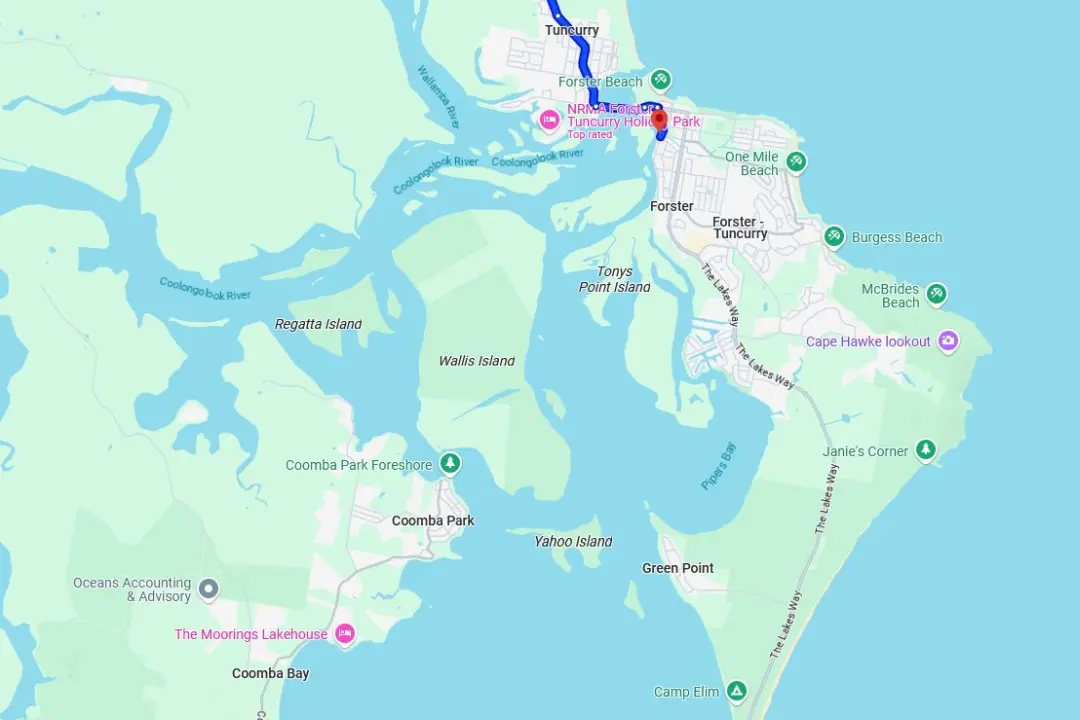 Tuncurry
Forster Beach
Wallamba River
NRMA Forster
Tuncurry Holiday Park
Top rated
Coolongolook River
Coolongolook River
One Mile
Beach
Forster
Forster -
Tuncurry
Burgess Beach
Tonys
Point Island
The Lakes Way
Coolongolook River
McBrides
Beach
Regatta Island
Cape Hawke lookout
Wallis Island
The Lakes Way
Coomba Park Foreshore
Pipers Bay
Janie's Corner
The Lakes Way
Coomba Park
Yahoo Island
Green Point
Oceans Accounting
& Advisory
The Lakes Way
The Moorings Lakehouse
Coomba Bay
Camp Elim